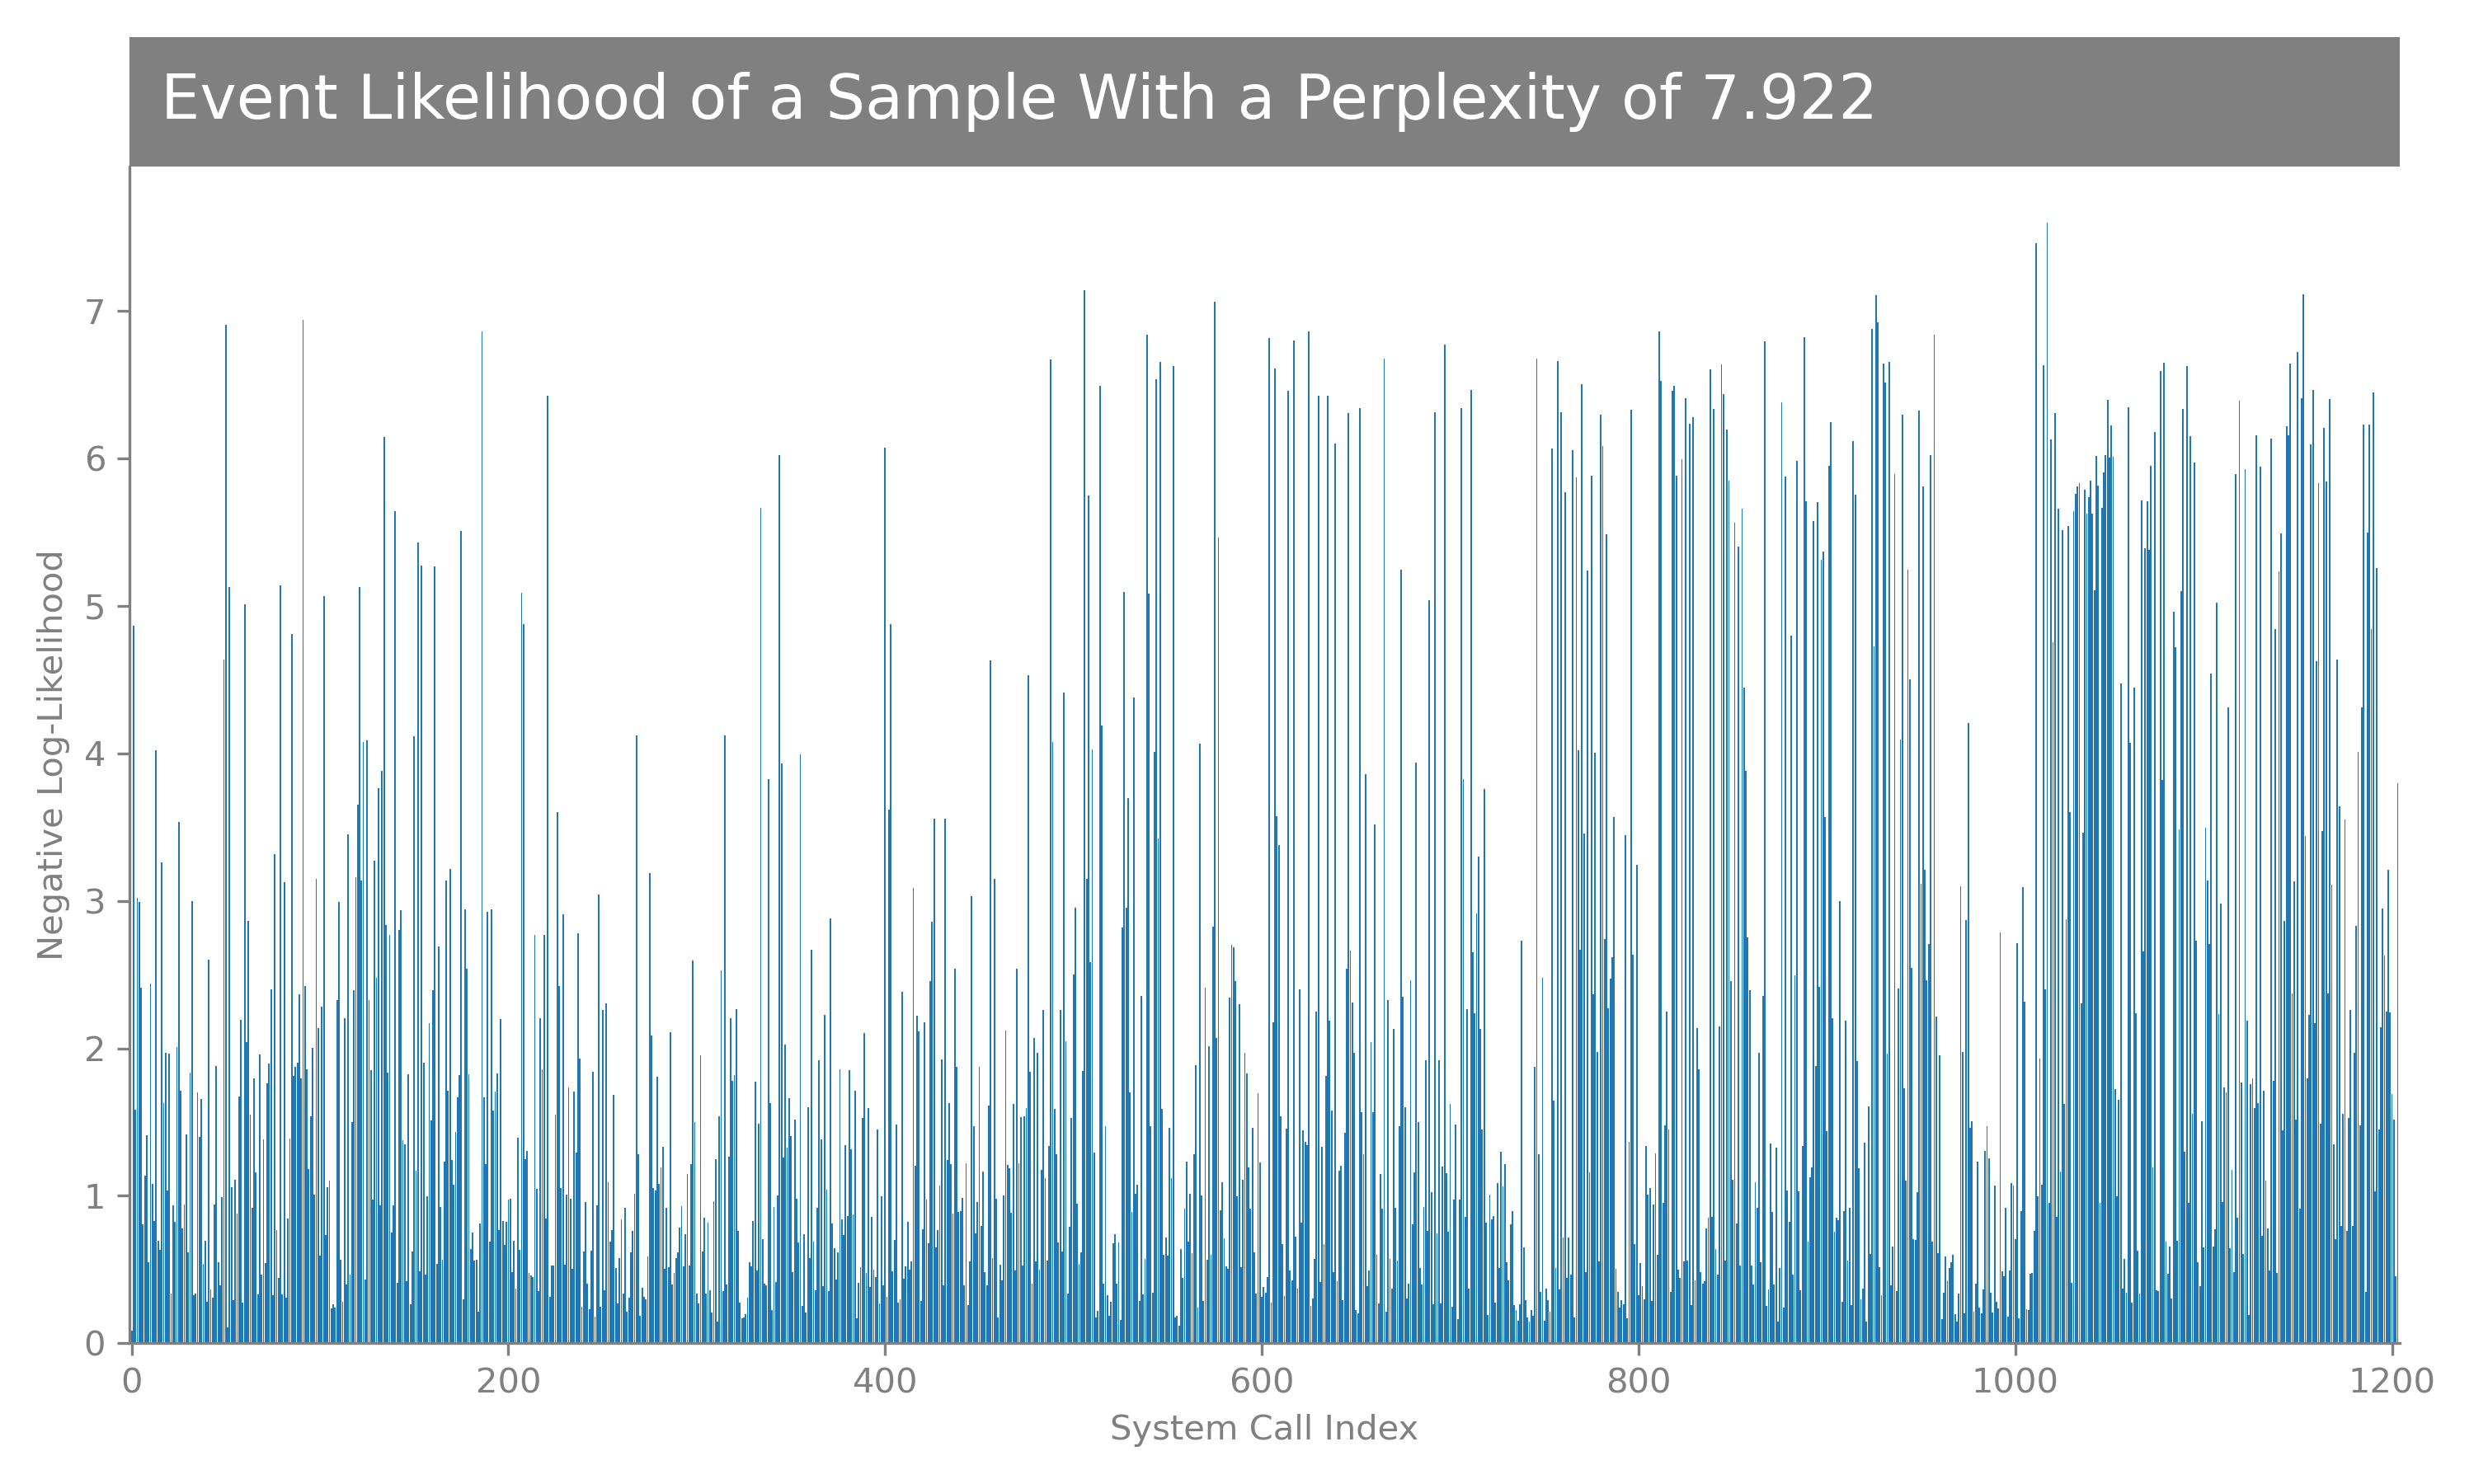 Event Likelihood of a Sample With a Perplexity of 7.922
Negative Log-Likelihood
7
6
5
4
3
2
1
0
0 200 400 600 800 1000 1200
System Call Index